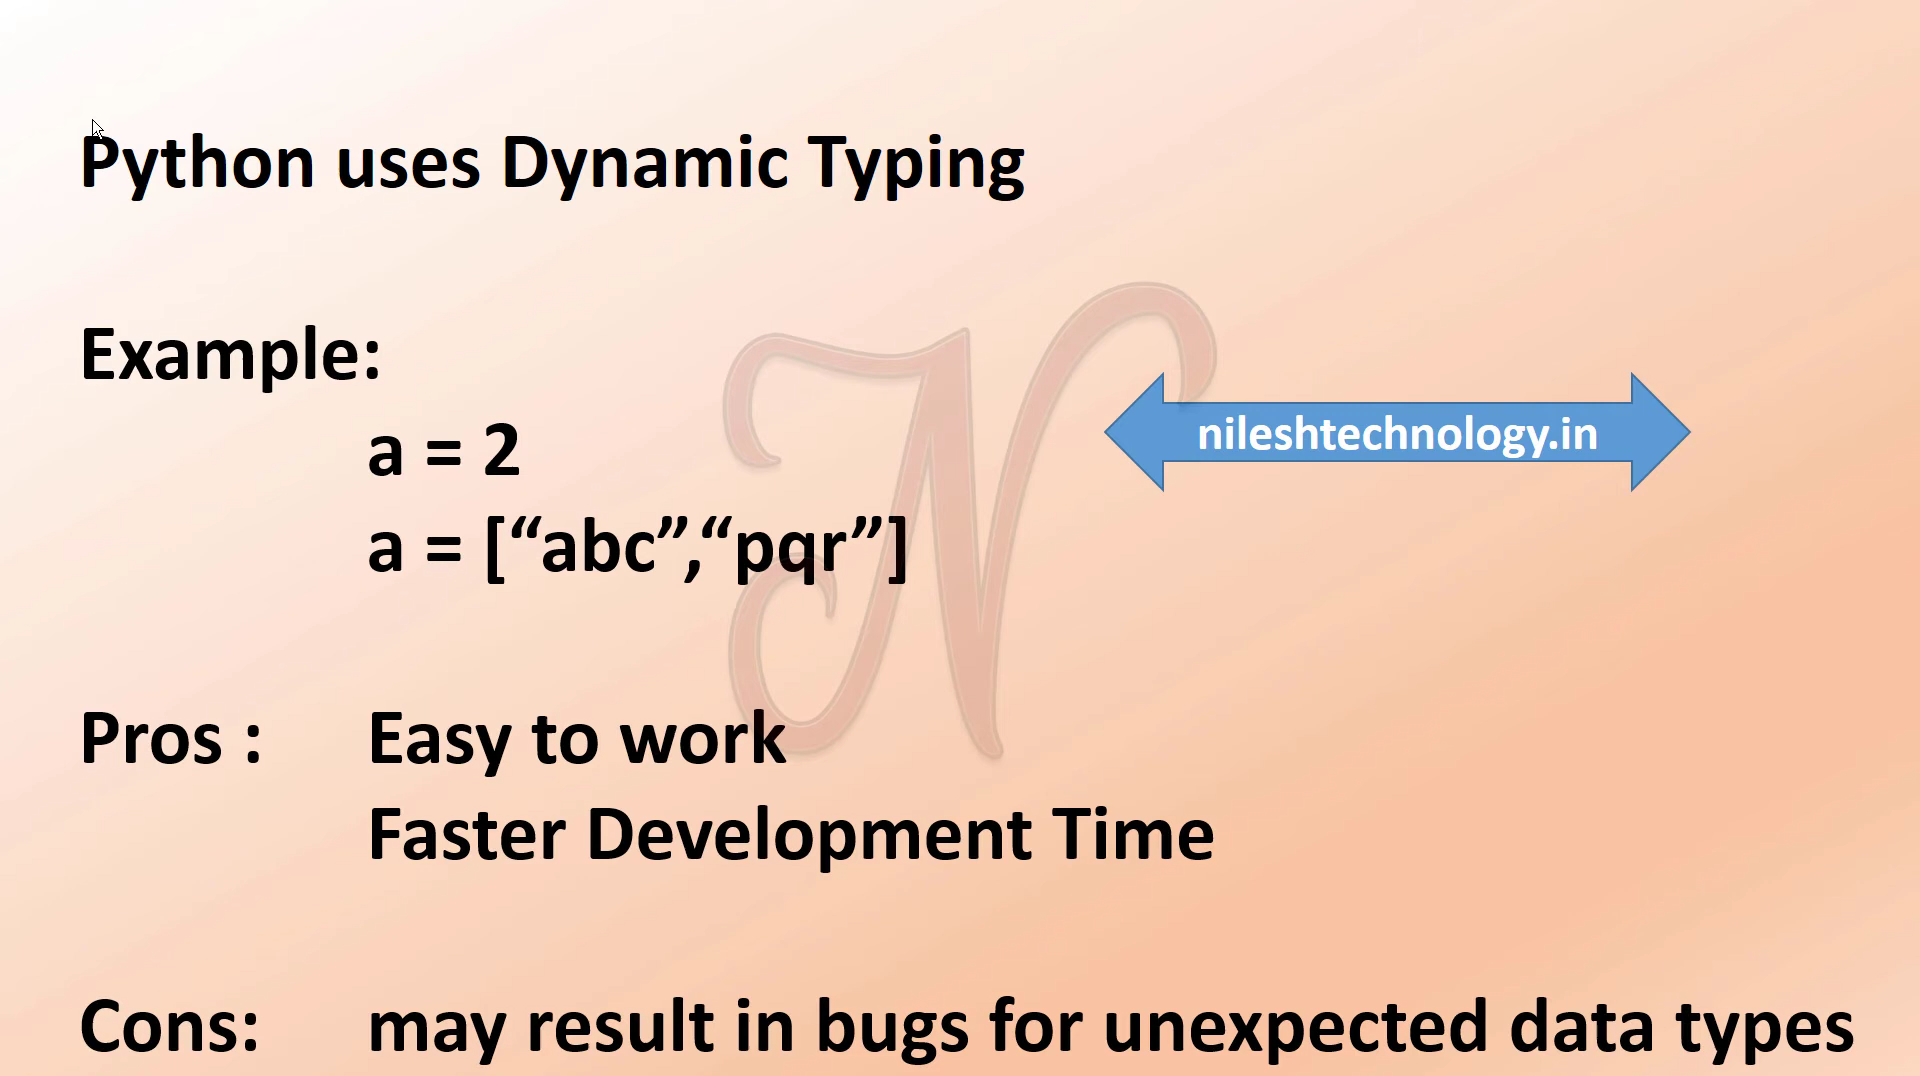 Python uses Dynamic Typing
Example:
a = 2
a = [“abc”,“pqr”]
nileshtechnology.in
N
Pros : Easy to work
Faster Development Time
Cons: may result in bugs for unexpected data types